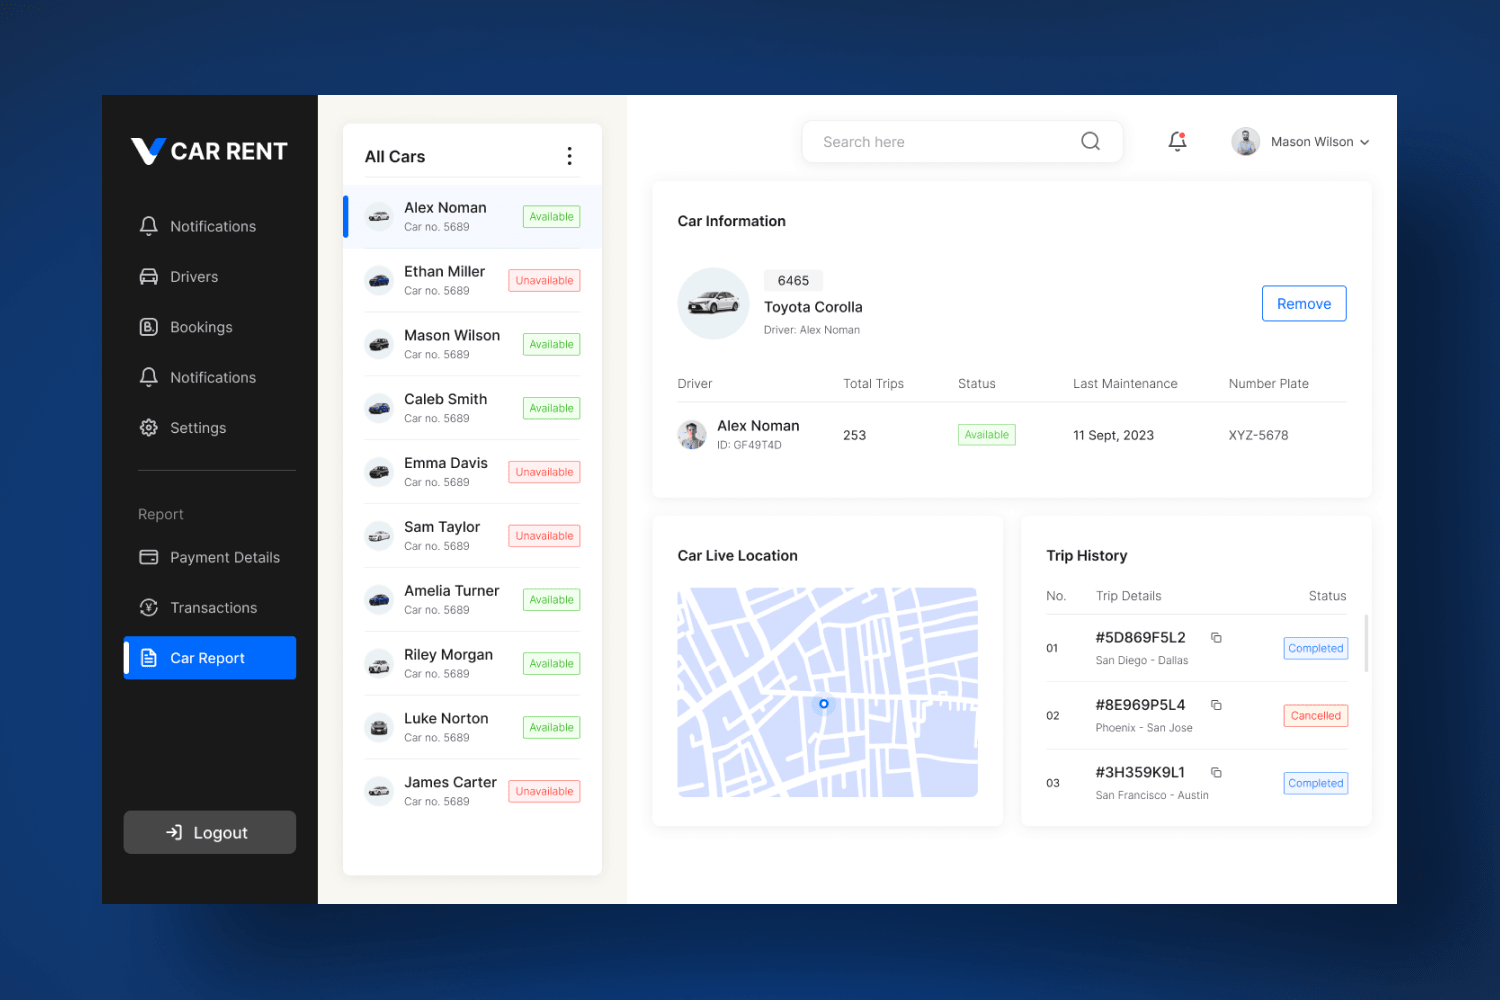 CAR RENT
Notifications
Drivers
Bookings
Notifications
Settings
Report
Payment Details
Transactions
Car Report
Logout
All Cars
Alex Noman
Car no. 5689
Available
Ethan Miller
Car no. 5689
Unavailable
Mason Wilson
Car no. 5689
Available
Caleb Smith
Car no. 5689
Available
Emma Davis
Car no. 5689
Unavailable
Sam Taylor
Car no. 5689
Unavailable
Amelia Turner
Car no. 5689
Available
Riley Morgan
Car no. 5689
Available
Luke Norton
Car no. 5689
Available
James Carter
Car no. 5689
Unavailable
Search here
Mason Wilson
Car Information
6465
Toyota Corolla
Driver: Alex Noman
Remove
Driver Total Trips Status Last Maintenance Number Plate
Alex Noman
ID: GF49T4D
253 Available 11 Sept, 2023 XYZ-5678
Car Live Location
Trip History
No. Trip Details Status
01
#5D869F5L2
San Diego - Dallas
Completed
02
#8E969P5L4
Phoenix - San Jose
Cancelled
03
#3H359K9L1
San Francisco - Austin
Completed